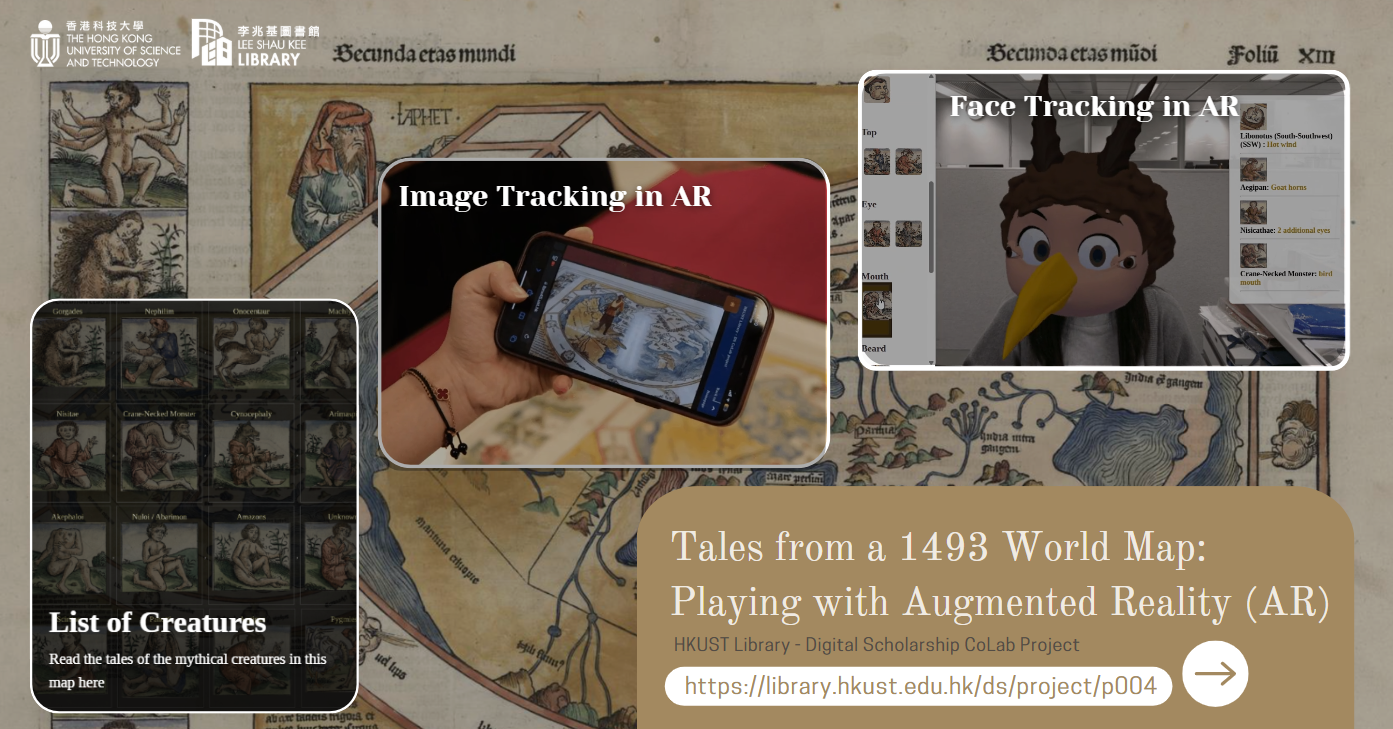 香港科技大學
THE HONG KONG
UNIVERSITY OF SCIENCE
AND TECHNOLOGY
李兆基圖書館
LEE SHAU KEE
LIBRARY
Secunda etas mundi
Secunda etas mūdi
Foliū XIII
IAPHET
Image Tracking in AR
Face Tracking in AR
Top
Eye
Mouth
Beard
Libonotus (South-Southwest)
(SSW) : Hot wind
Aegipan: Goat horns
Nisicathae: 2 additional eyes
Crane-Necked Monster: bird
mouth
Gorgades Nephilim Onocentaur
Nisitae Crane-Necked Monster Cynocephaly
Akephalos Nuloi / Abarimon Amazons
List of Creatures
Read the tales of the mythical creatures in this
map here
India intra
gangem
Tales from a 1493 World Map:
Playing with Augmented Reality (AR)
HKUST Library - Digital Scholarship CoLab Project
https://library.hkust.edu.hk/ds/project/p004